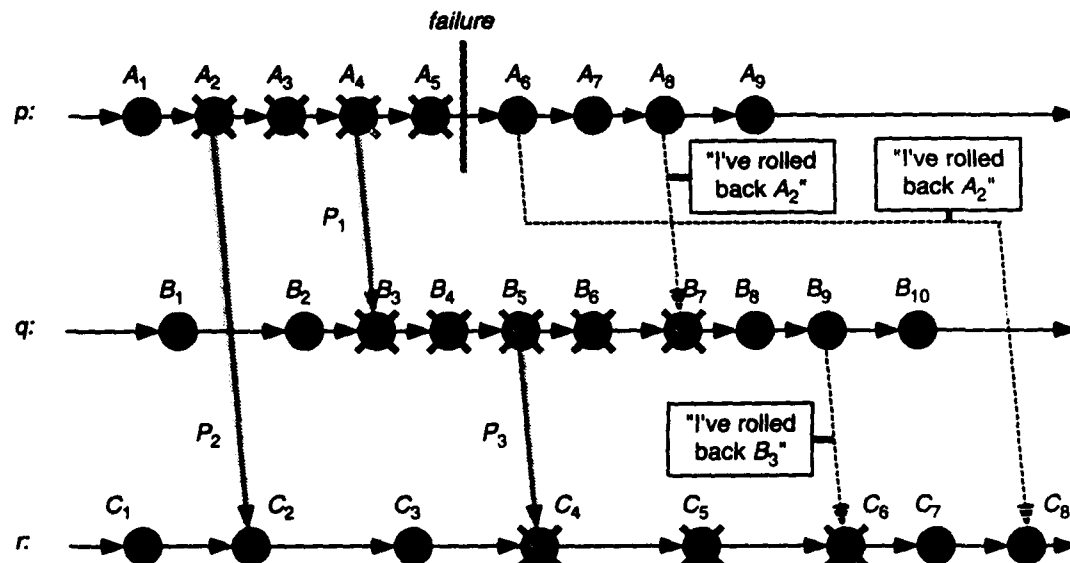 failure
A1 A2 A3 A4 A5 A6 A7 A8 A9
p:
"I've rolled
back A2"
"I've rolled
back A2"
P1
B1 B2 B3 B4 B5 B6 B7 B8 B9 B10
q:
"I've rolled
back B3"
P2 P3
C1 C2 C3 C4 C5 C6 C7 C8
r: